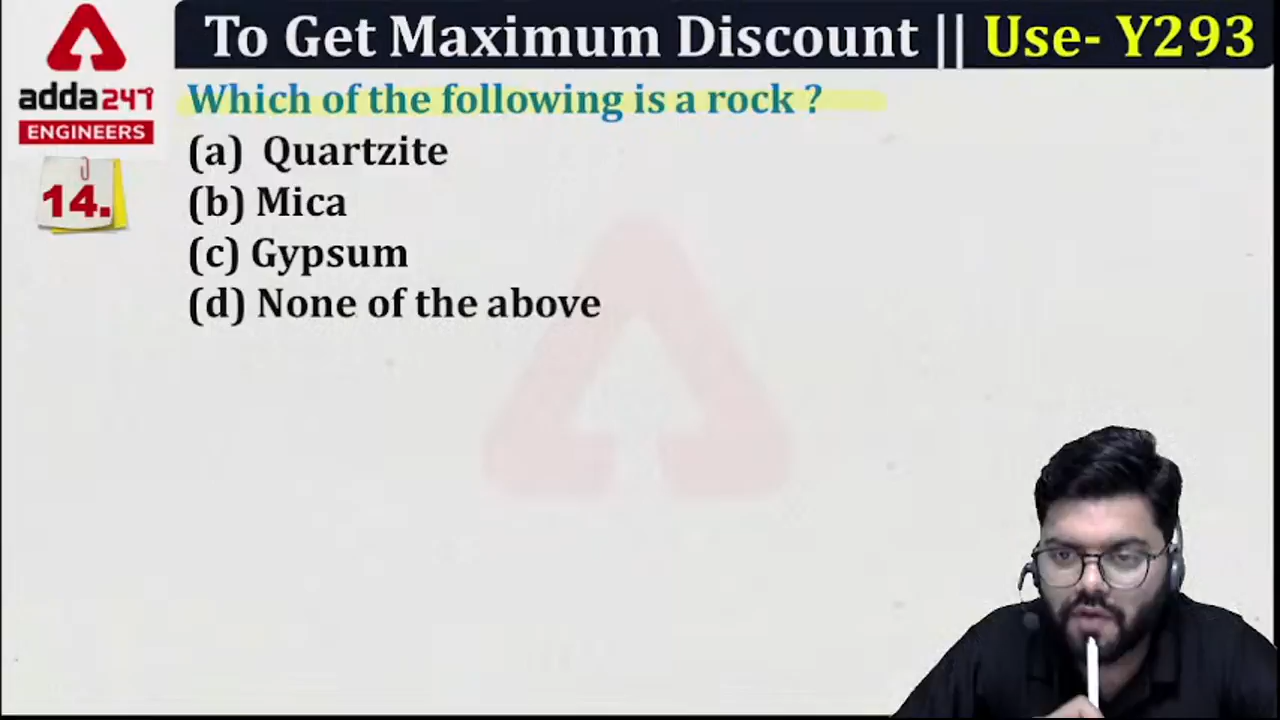 To Get Maximum Discount || Use- Y293
adda247
ENGINEERS
14.
Which of the following is a rock ?
(a) Quartzite
(b) Mica
(c) Gypsum
(d) None of the above